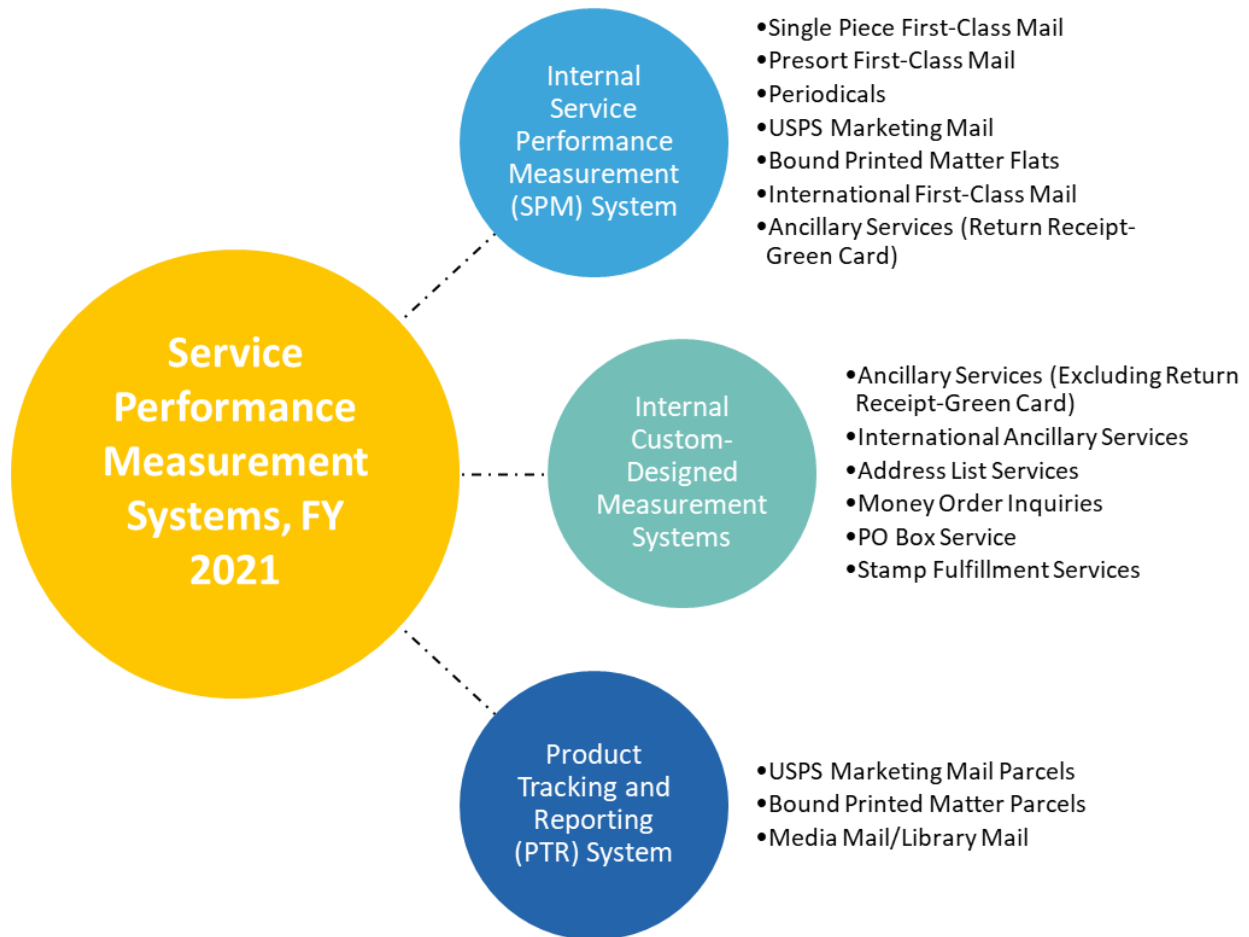 Service
Performance
Measurement
Systems, FY
2021
Internal
Service
Performance
Measurement
(SPM) System
•Single Piece First-Class Mail
•Presort First-Class Mail
•Periodicals
•USPS Marketing Mail
•Bound Printed Matter Flats
•International First-Class Mail
•Ancillary Services (Return Receipt-
Green Card)
Internal
Custom-
Designed
Measurement
Systems
•Ancillary Services (Excluding Return
Receipt-Green Card)
•International Ancillary Services
•Address List Services
•Money Order Inquiries
•PO Box Service
•Stamp Fulfillment Services
Product
Tracking and
Reporting
(PTR) System
•USPS Marketing Mail Parcels
•Bound Printed Matter Parcels
•Media Mail/Library Mail